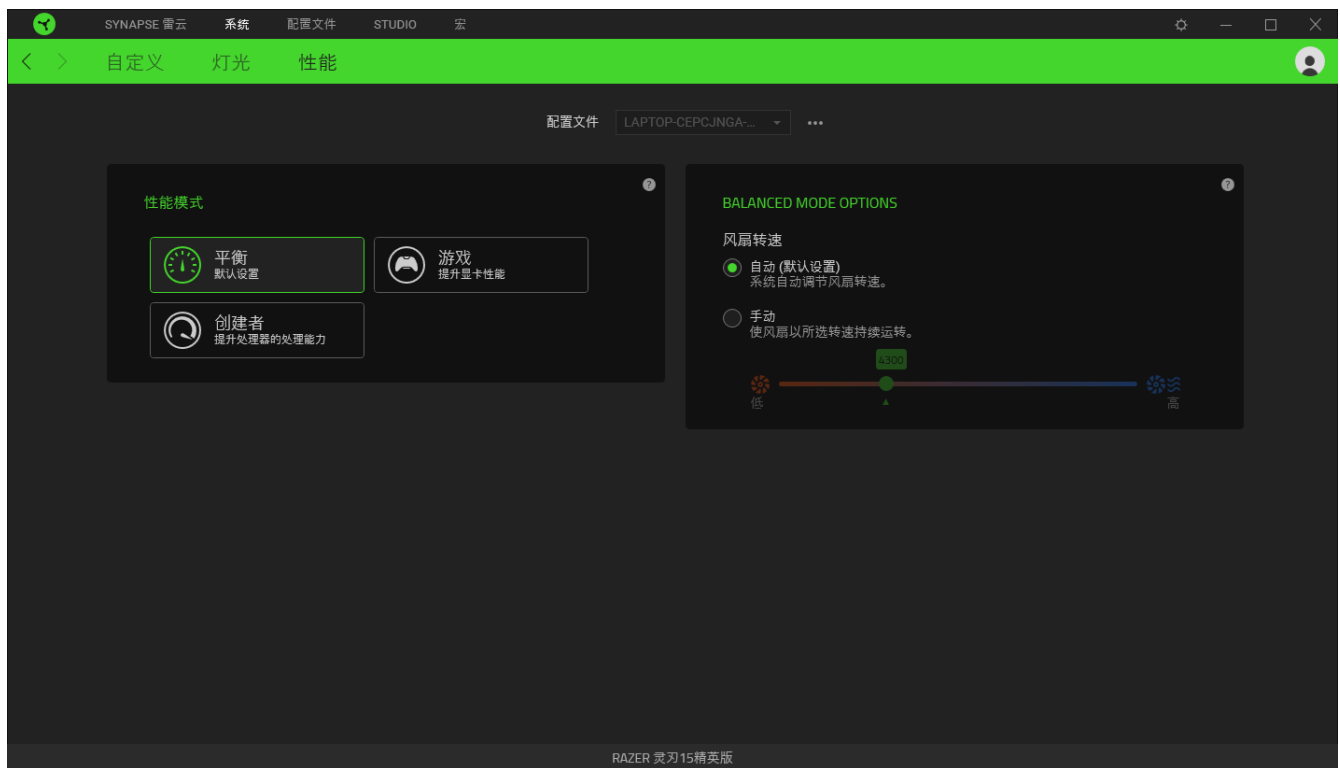 SYNAPSE 雷云 系统 配置文件 STUDIO 宏
自定义 灯光 性能
配置文件 LAPTOP-CEPCJNGA-...
性能模式
平衡
默认设置
游戏
提升显卡性能
创建者
提升处理器的处理能力
BALANCED MODE OPTIONS
风扇转速
自动 (默认设置)
系统自动调节风扇转速。
手动
使风扇以所选转速持续运转。
4300
低
高
RAZER 灵刃15精英版